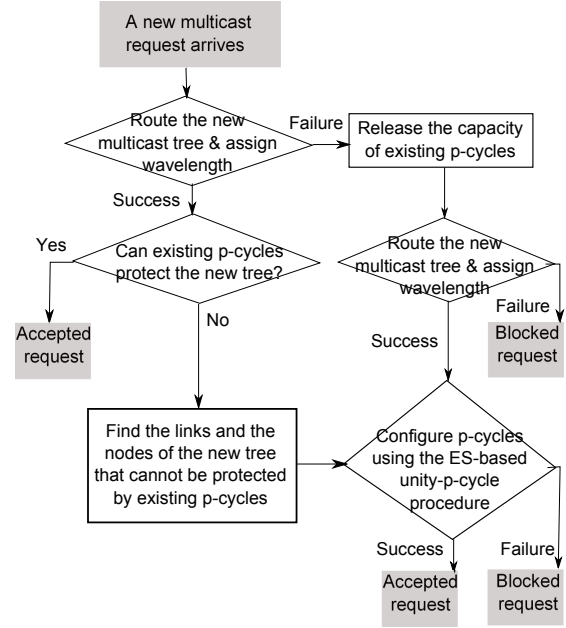 A new multicast
request arrives
Route the new
multicast tree & assign
wavelength
Failure
Release the capacity
of existing p-cycles
Success
Yes
Can existing p-cycles
protect the new tree?
Route the new
multicast tree & assign
wavelength
Failure
Accepted
request
No
Success
Blocked
request
Find the links and the
nodes of the new tree
that cannot be protected
by existing p-cycles
Configure p-cycles
using the ES-based
unity-p-cycle
procedure
Success
Failure
Accepted
request
Blocked
request